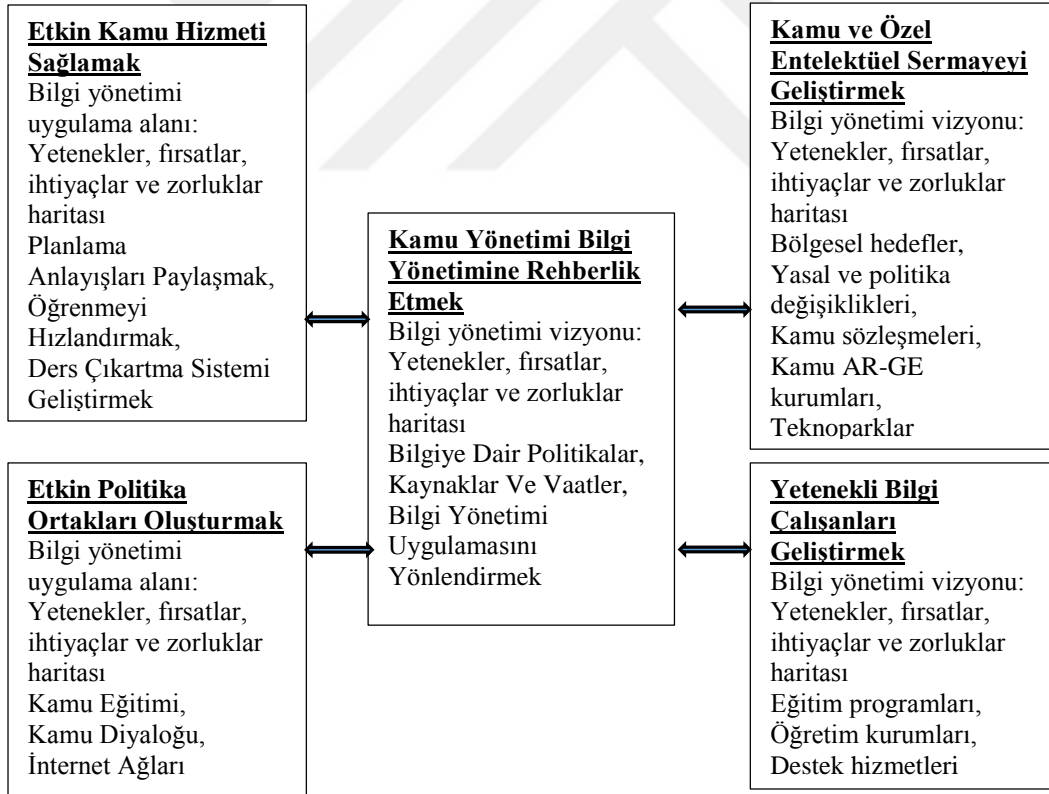 Etkin Kamu Hizmeti
Sağlamak
Bilgi yönetimi
uygulama alanı:
Yetenekler, fırsatlar,
ihtiyaçlar ve zorluklar
haritası
Planlama
Anlayışları Paylaşmak,
Öğrenmeyi
Hızlandırmak,
Ders Çıkartma Sistemi
Geliştirmek
Etkin Politika
Ortakları Oluşturmak
Bilgi yönetimi
uygulama alanı:
Yetenekler, fırsatlar,
ihtiyaçlar ve zorluklar
haritası
Kamu Eğitimi,
Kamu Diyaloğu,
İnternet Ağları
Kamu Yönetimi Bilgi
Yönetimine Rehberlik
Etmek
Bilgi yönetimi vizyonu:
Yetenekler, fırsatlar,
ihtiyaçlar ve zorluklar
haritası
Bilgiye Dair Politikalar,
Kaynaklar Ve Vaatler,
Bilgi Yönetimi
Uygulamasını
Yönlendirmek
Kamu ve Özel
Entelektüel Sermayeyi
Geliştirmek
Bilgi yönetimi vizyonu:
Yetenekler, fırsatlar,
ihtiyaçlar ve zorluklar
haritası
Bölgesel hedefler,
Yasal ve politika
değişiklikleri,
Kamu sözleşmeleri,
Kamu AR-GE
kurumları,
Teknoparklar
Yetenekli Bilgi
Çalışanları
Geliştirmek
Bilgi yönetimi vizyonu:
Yetenekler, fırsatlar,
ihtiyaçlar ve zorluklar
haritası
Eğitim programları,
Öğretim kurumları,
Destek hizmetleri